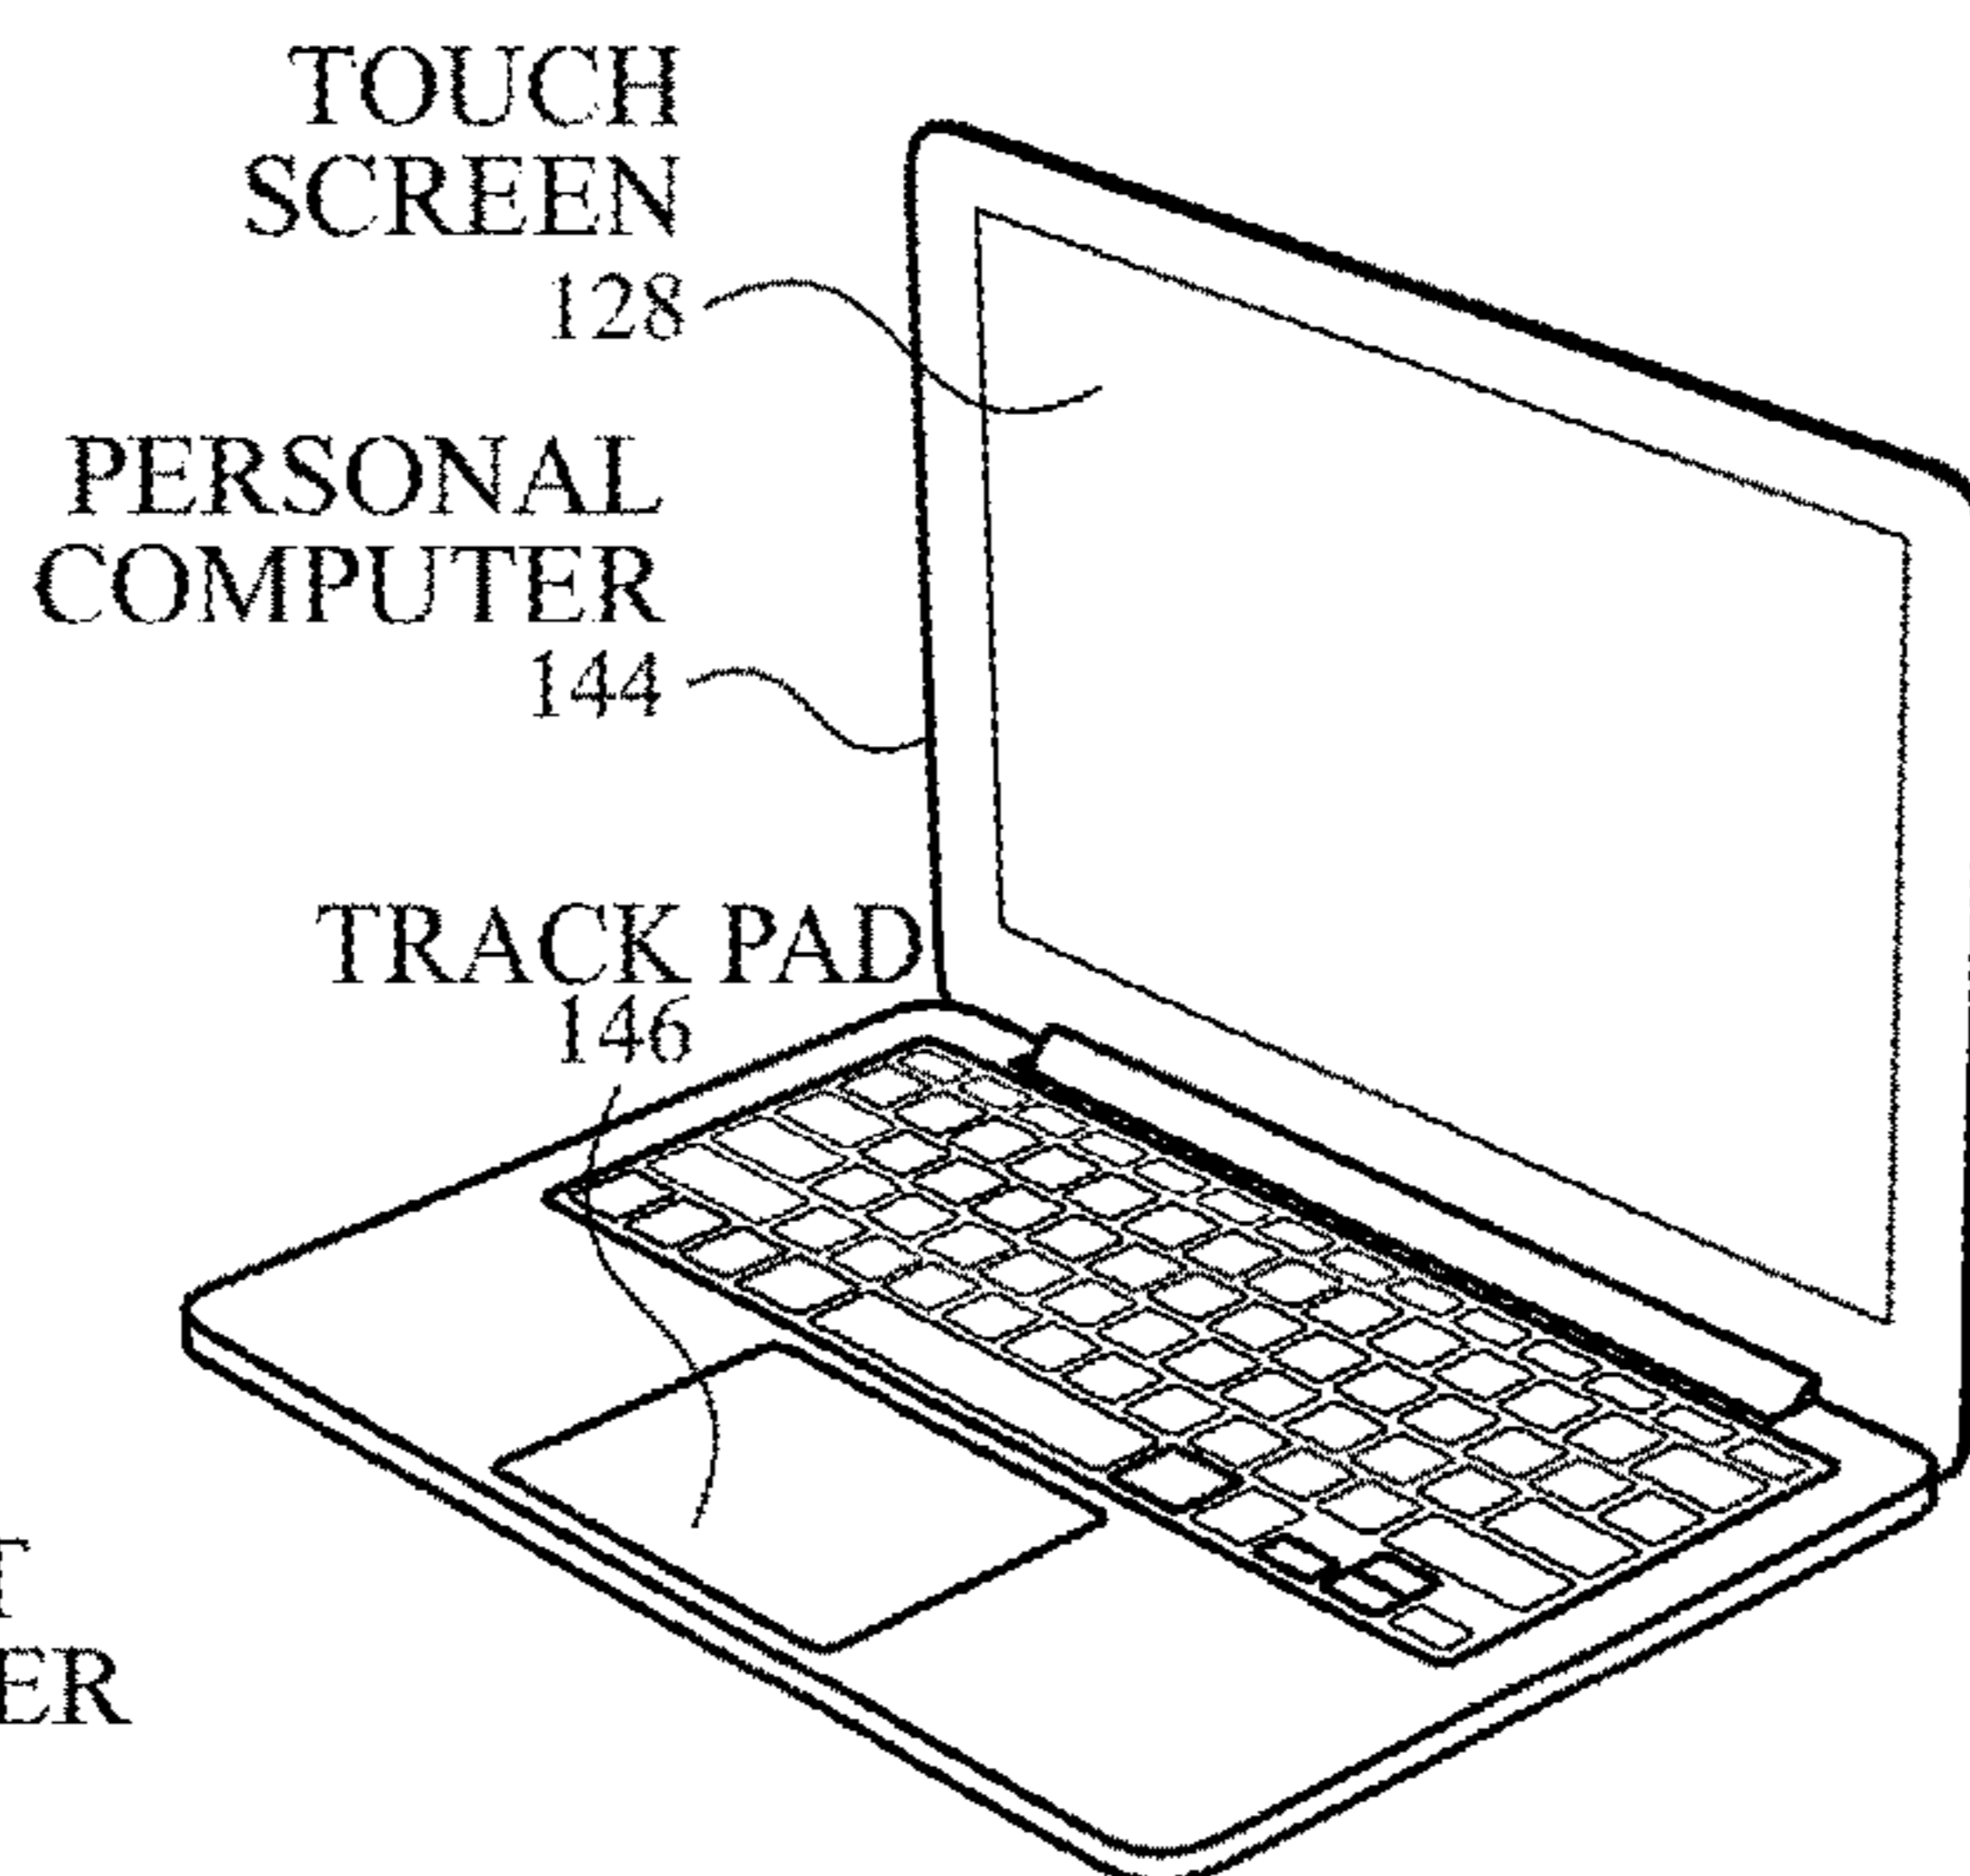 TOUCH
SCREEN
128
PERSONAL
COMPUTER
144
TRACK PAD
146